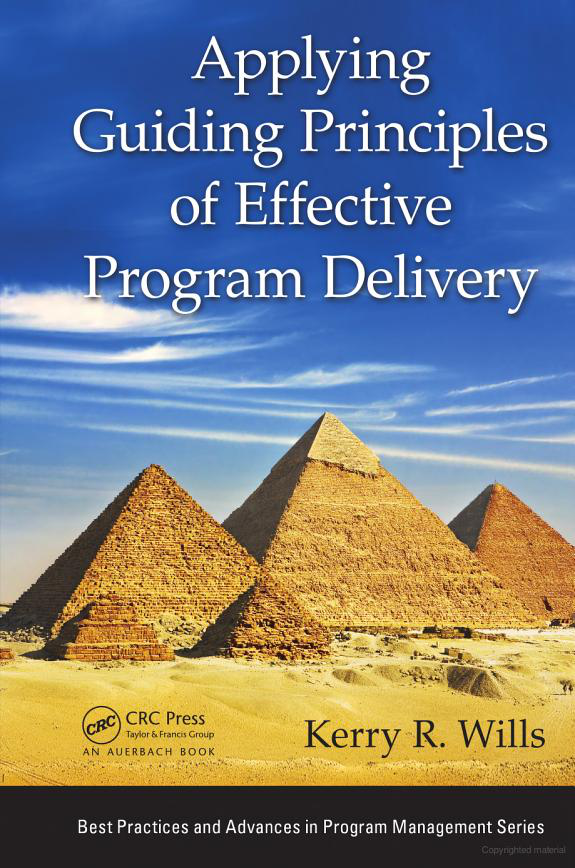 Applying
Guiding Principles
of Effective
Program Delivery
CRC
CRC Press
Taylor & Francis Group
AN AUERBACH BOOK
Kerry R. Wills
Best Practices and Advances in Program Management Series
Copyrighted material